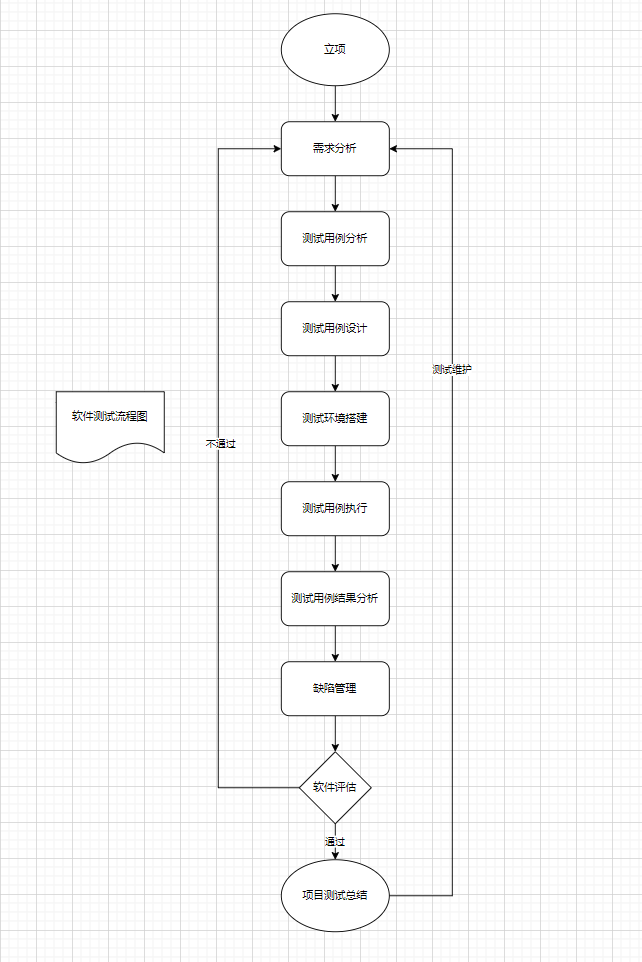 立项
需求分析
测试用例分析
测试用例设计
测试维护
软件测试流程图
测试环境搭建
不通过
测试用例执行
测试用例结果分析
缺陷管理
软件评估
通过
项目测试总结